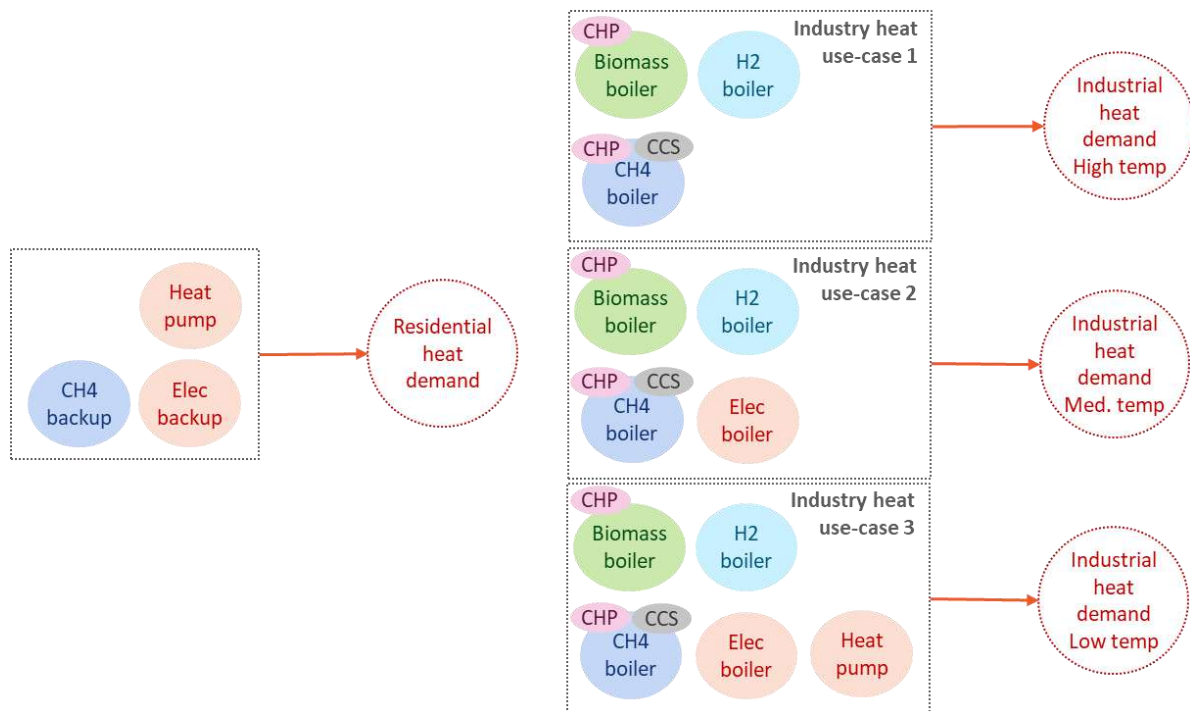 Heat
pump
CH4
backup
Elec
backup
Residential
heat
demand
Industry heat
use-case 1
CHP
Biomass
boiler
H2
boiler
CHP
CCS
CH4
boiler
Industrial
heat
demand
High temp
Industry heat
use-case 2
CHP
Biomass
boiler
H2
boiler
CHP
CCS
CH4
boiler
Elec
boiler
Industrial
heat
demand
Med. temp
Industry heat
use-case 3
CHP
Biomass
boiler
H2
boiler
CHP
CCS
CH4
boiler
Elec
boiler
Heat
pump
Industrial
heat
demand
Low temp